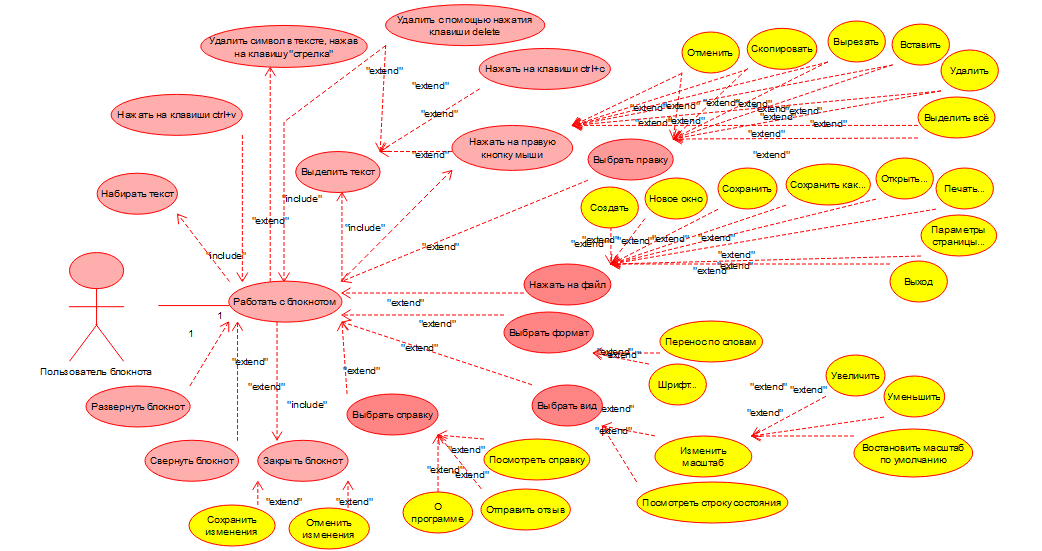 Удалить с помощью нажатия
клавиши delete
Удалить символ в тексте, нажав
на клавишу "стрелка"
Отменить
Скопировать
Вырезать
Вставить
Удалить
Выделить всё
"extend"
"extend"
"extend"
"extend"
Нажать на клавиши ctrl+c
Нажать на клавиши ctrl+v
Нажать на правую
кнопку мыши
"extend"
"extend"
"extend"
"extend"
"extend"
"extend"
"extend"
"extend"
"extend"
"extend"
"extend"
Выбрать правку
Выделить текст
Набирать текст
"include"
"extend"
"include"
"extend"
"include"
Создать
Новое окно
Сохранить
Сохранить как...
Открыть...
Печать...
Параметры
страницы...
Выход
"extend"
"extend"
"extend"
"extend"
"extend"
"extend"
"extend"
"extend"
Нажать на файл
Работать с блокнотом
"extend"
1
1
"extend"
Выбрать формат
Перенос по словам
"extend"
"extend"
Шрифт...
"extend"
Пользователь блокнота
"extend"
"extend"
"extend"
"include"
Развернуть блокнот
Выбрать справку
Выбрать вид
"extend"
"extend"
Увеличить
Уменьшить
"extend"
"extend"
"extend"
Востановить масштаб
по умолчанию
Изменить
масштаб
Посмотреть строку состояния
Свернуть блокнот
Закрыть блокнот
"extend"
"extend"
"extend"
Посмотреть справку
О
программе
Отправить отзыв
"extend"
"extend"
Сохранить
изменения
Отменить
изменения